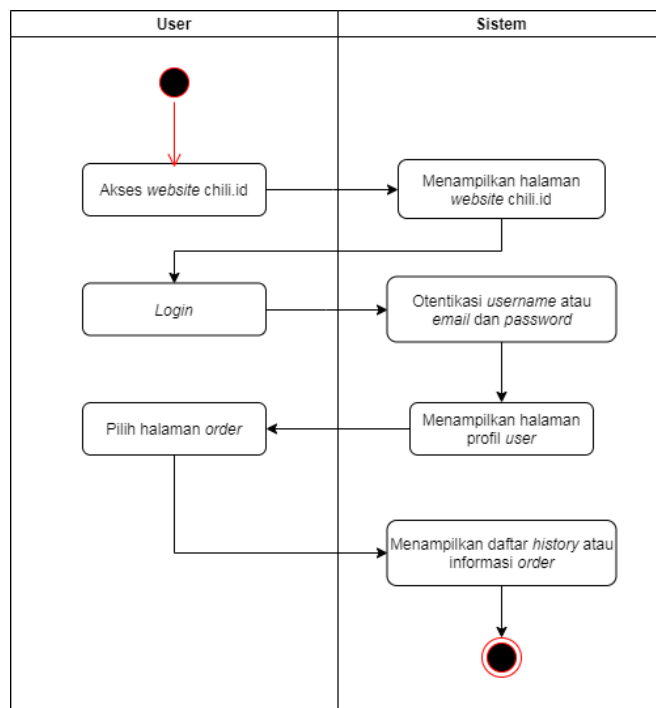 User
Sistem
Akses website chili.id
Menampilkan halaman
website chili.id
Login
Otentikasi username atau
email dan password
Menampilkan halaman
profil user
Pilih halaman order
Menampilkan daftar history atau
informasi order